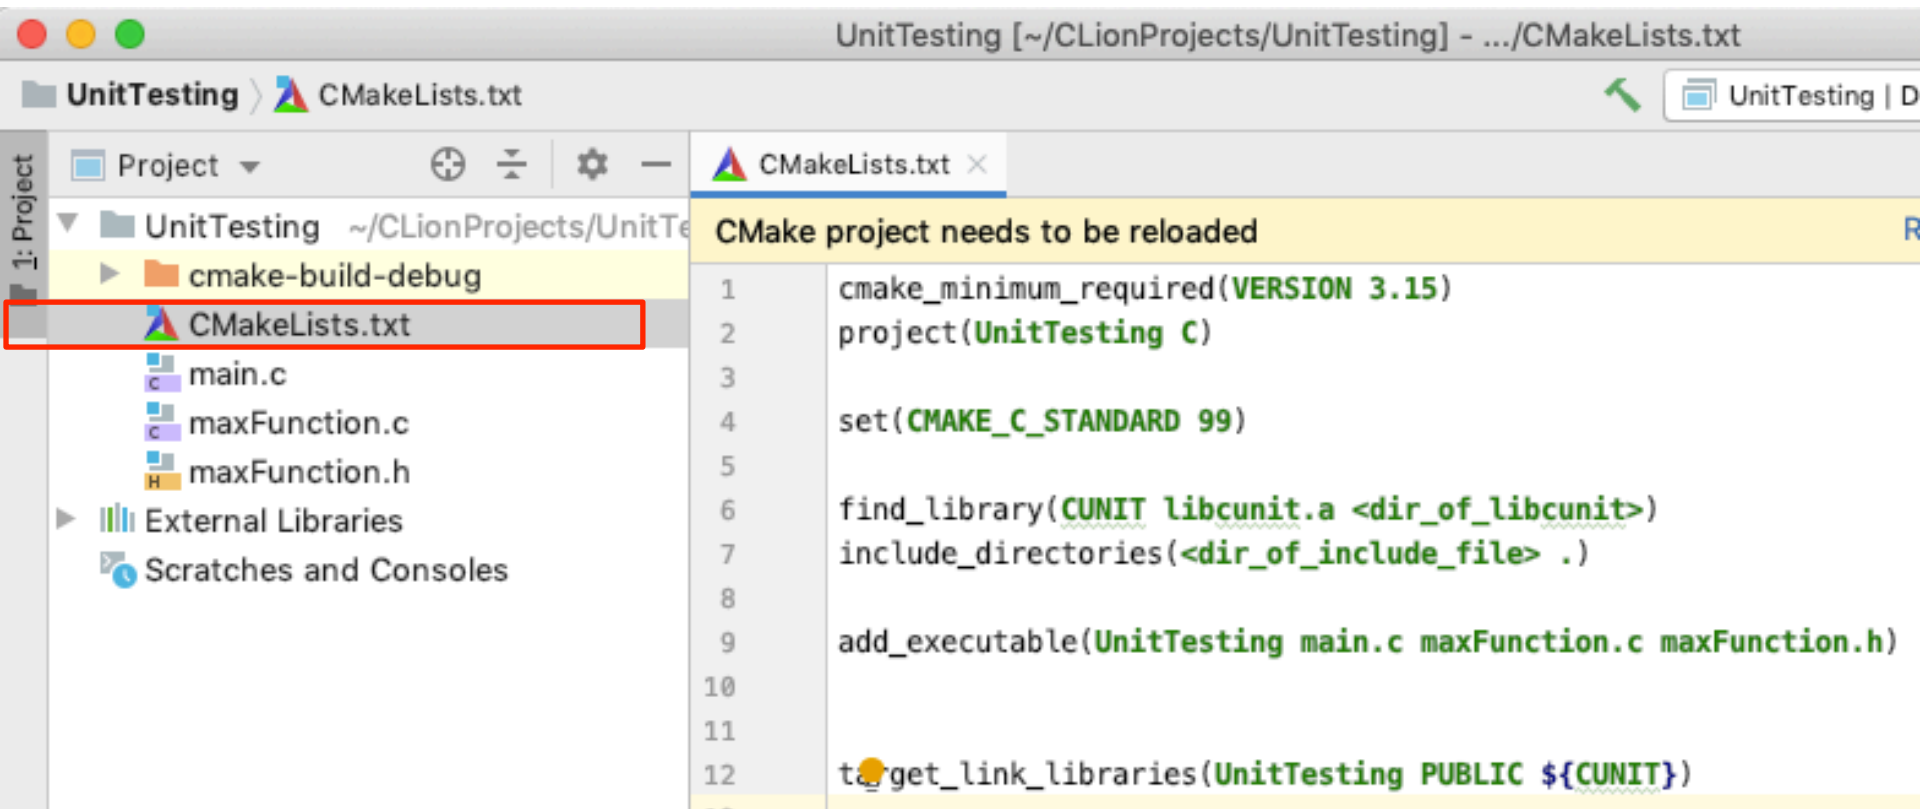 UnitTesting [~/CLionProjects/UnitTesting] - .../CMakeLists.txt
UnitTesting CMakeLists.txt
UnitTesting | D
1: Project
Project
UnitTesting ~/CLionProjects/UnitTe
cmake-build-debug
CMakeLists.txt
C main.c
C maxFunction.c
H maxFunction.h
External Libraries
Scratches and Consoles
CMakeLists.txt
CMake project needs to be reloaded
R
1 cmake_minimum_required(VERSION 3.15)
2 project(UnitTesting C)
3
4 set(CMAKE_C_STANDARD 99)
5
6 find_library(CUNIT libcunit.a <dir_of_libcunit>)
7 include_directories(<dir_of_include_file> .)
8
9 add_executable(UnitTesting main.c maxFunction.c maxFunction.h)
10
11
12 target_link_libraries(UnitTesting PUBLIC ${CUNIT})